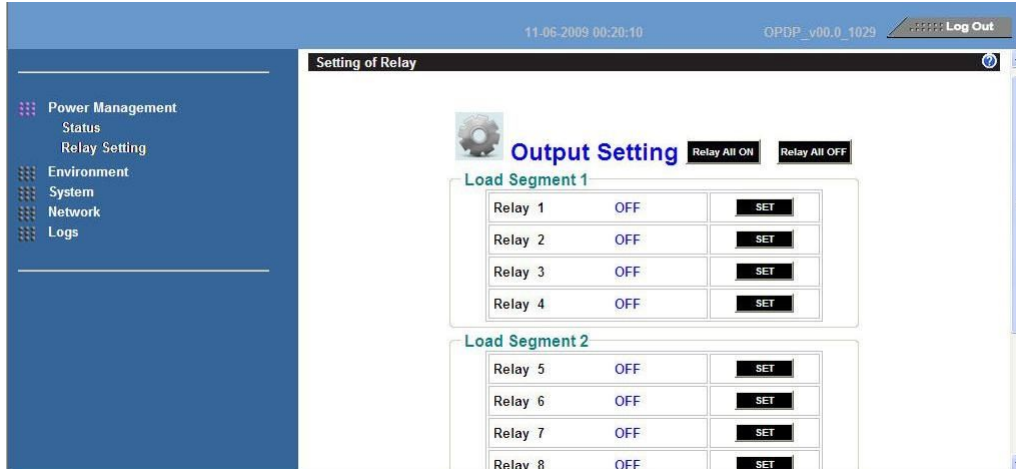 11-06-2009 00:20:10 OPDP_v00.0_1029 Log Out
Setting of Relay ?
Power Management
Status
Relay Setting
Environment
System
Network
Logs
Output Setting Relay All ON Relay All OFF
Load Segment 1
Relay 1 OFF SET
Relay 2 OFF SET
Relay 3 OFF SET
Relay 4 OFF SET
Load Segment 2
Relay 5 OFF SET
Relay 6 OFF SET
Relay 7 OFF SET
Relay 8 OFF SET